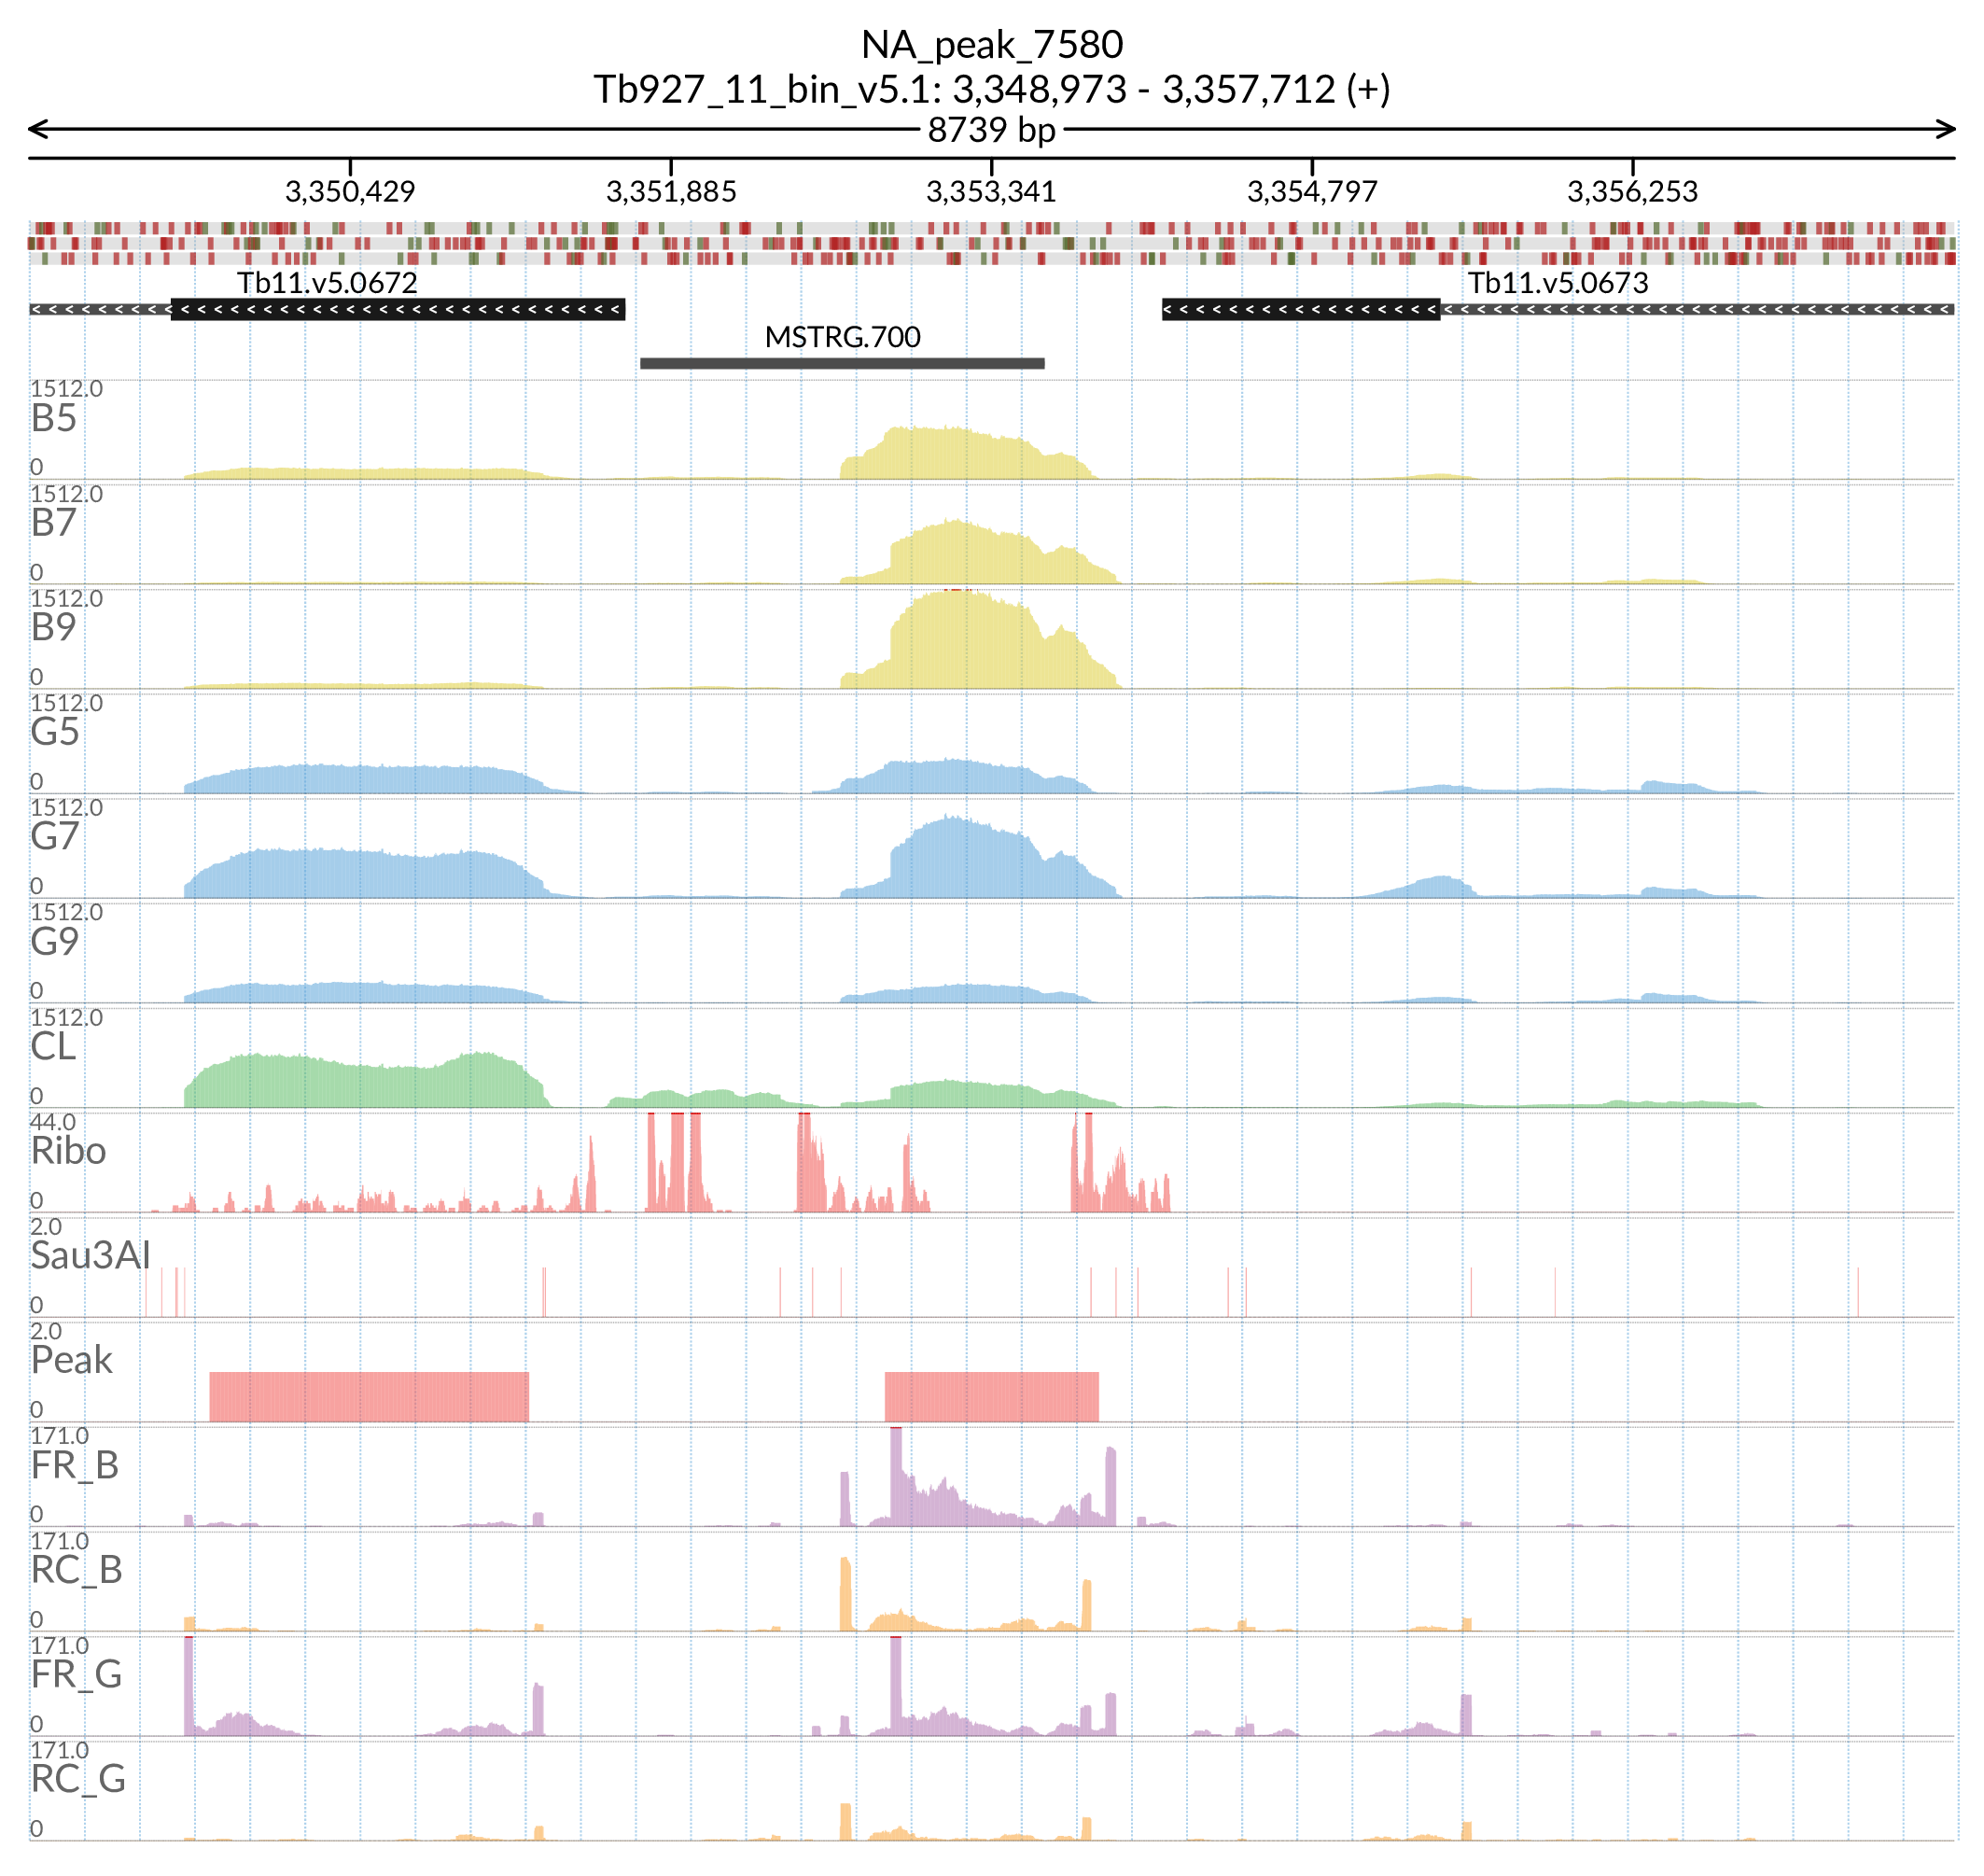 NA_peak_7580
Tb927_11_bin_v5.1: 3,348,973 - 3,357,712 (+)
8739 bp
3,350,429 3,351,885 3,353,341 3,354,797 3,356,253
Tb11.v5.0672 Tb11.v5.0673
MSTRG.700
1512.0
B5
0
1512.0
B7
0
1512.0
B9
0
1512.0
G5
0
1512.0
G7
0
1512.0
G9
0
1512.0
CL
0
44.0
Ribo
0
2.0
Sau3AI
0
2.0
Peak
0
171.0
FR_B
0
171.0
RC_B
0
171.0
FR_G
0
171.0
RC_G
0